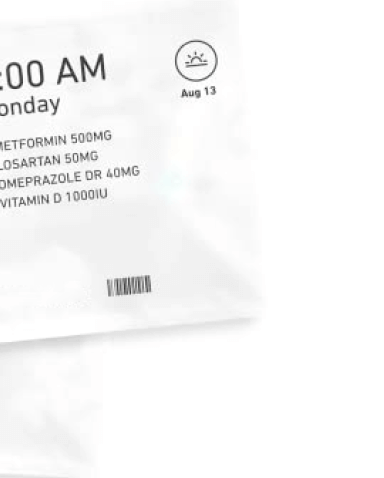 :00 AM
onday
Aug 13
METFORMIN 500MG
LOSARTAN 50MG
OMEPRAZOLE DR 40MG
VITAMIN D 1000IU